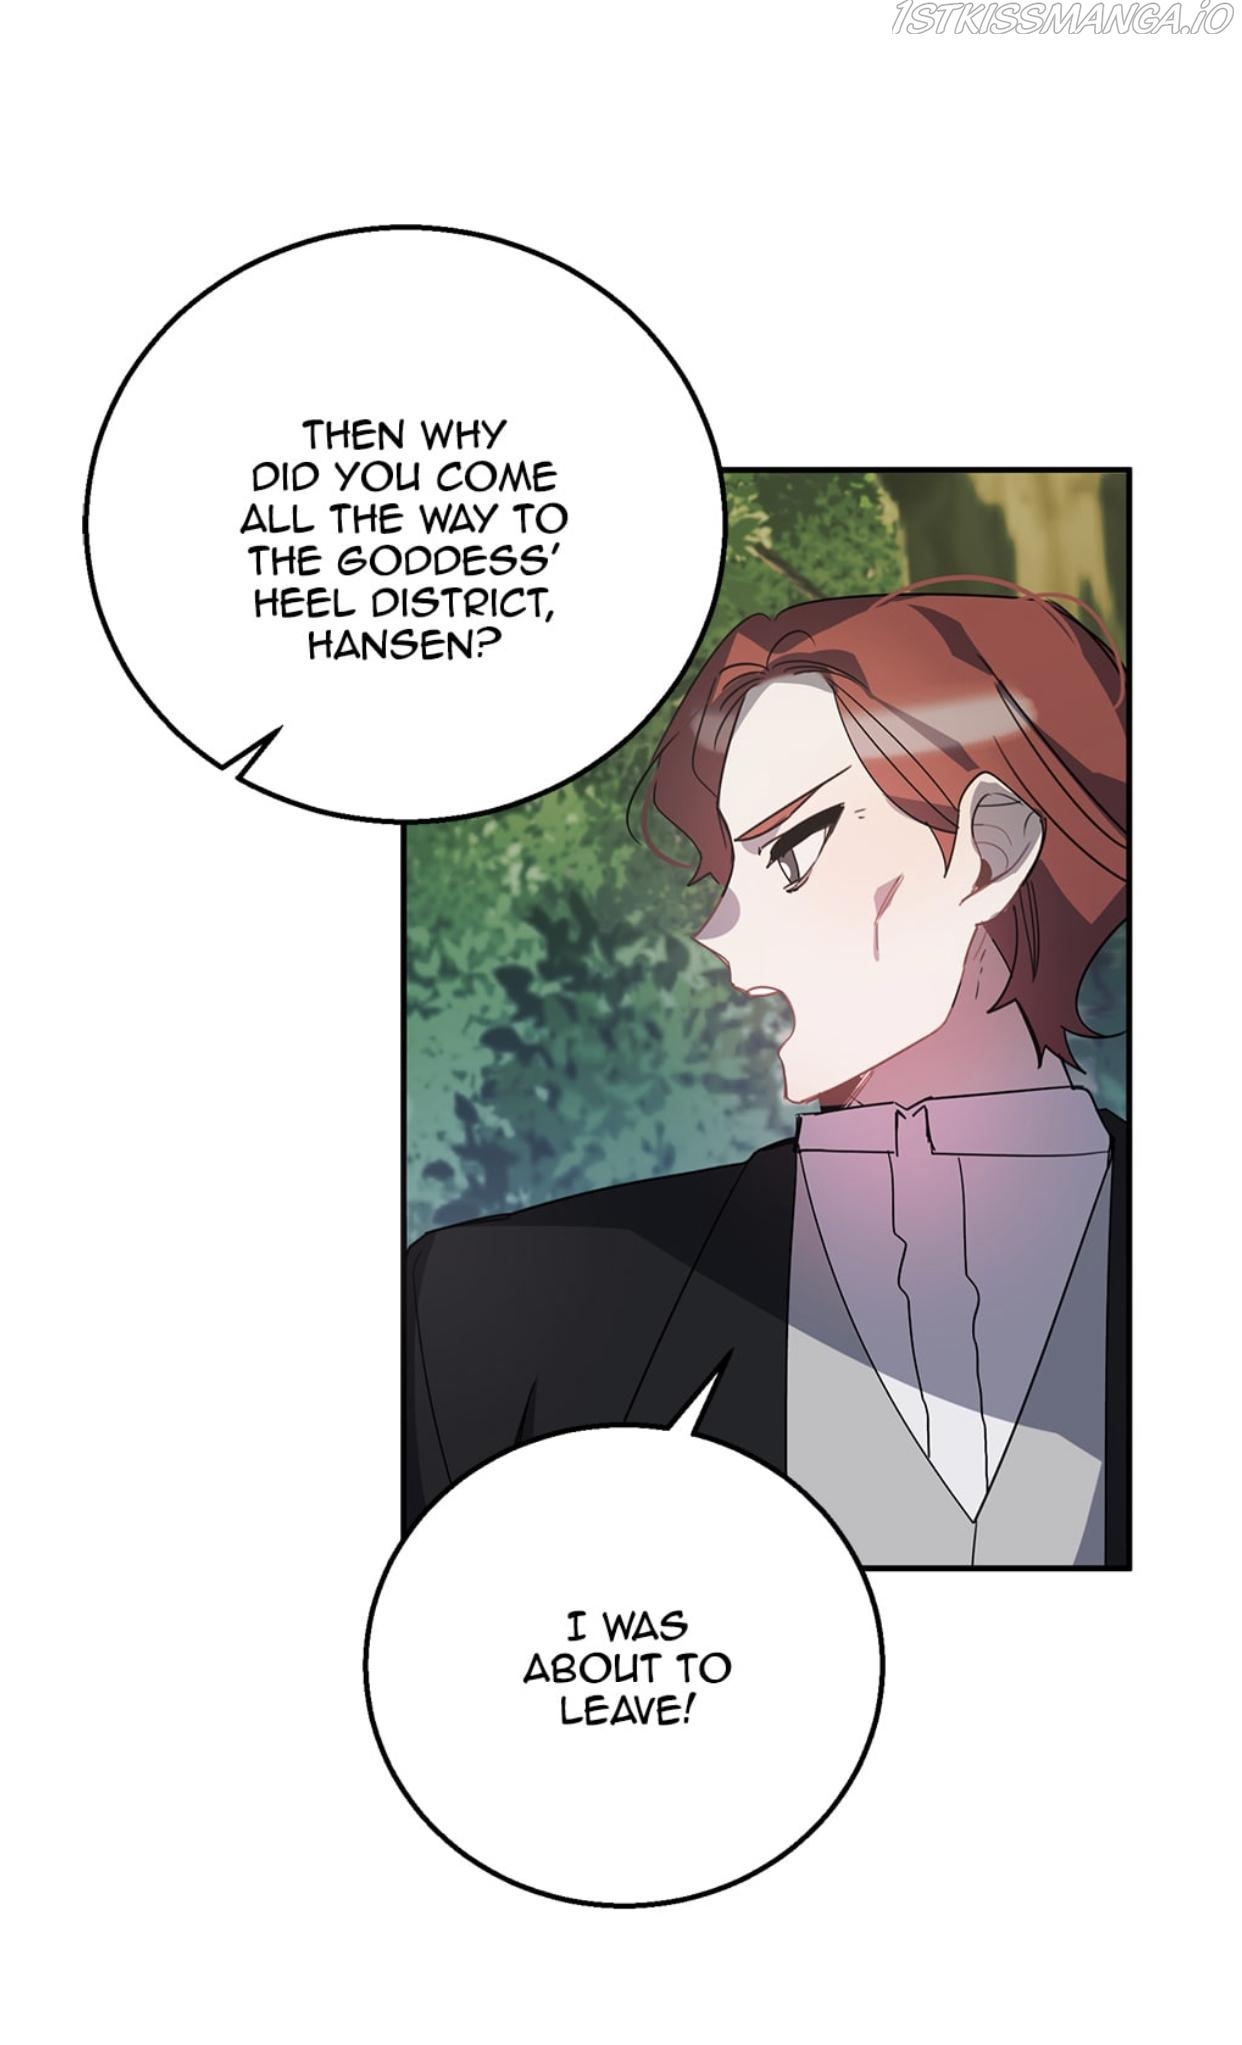 1STKISSMANGA.IO
THEN WHY
DID YOU COME
ALL THE WAY TO
THE GODDESS'
HEEL DISTRICT,
HANSEN?
I WAS
ABOUT TO
LEAVE!